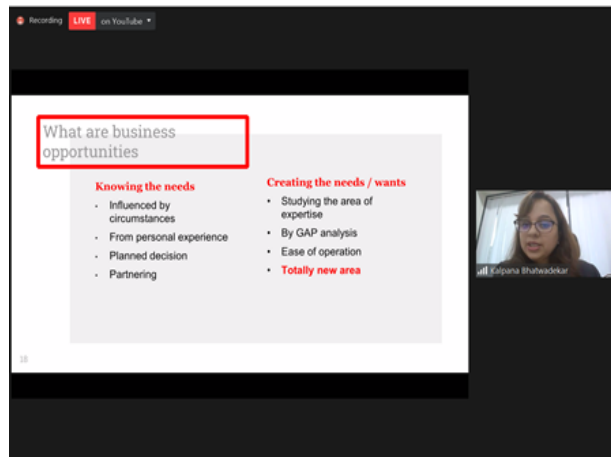 Recording LIVE on YouTube
What are business
opportunities
Knowing the needs
Influenced by
circumstances
From personal experience
Planned decision
Partnering
Creating the needs / wants
Studying the area of
expertise
By GAP analysis
Ease of operation
Totally new area
18
Kalpana Bhatwadekar